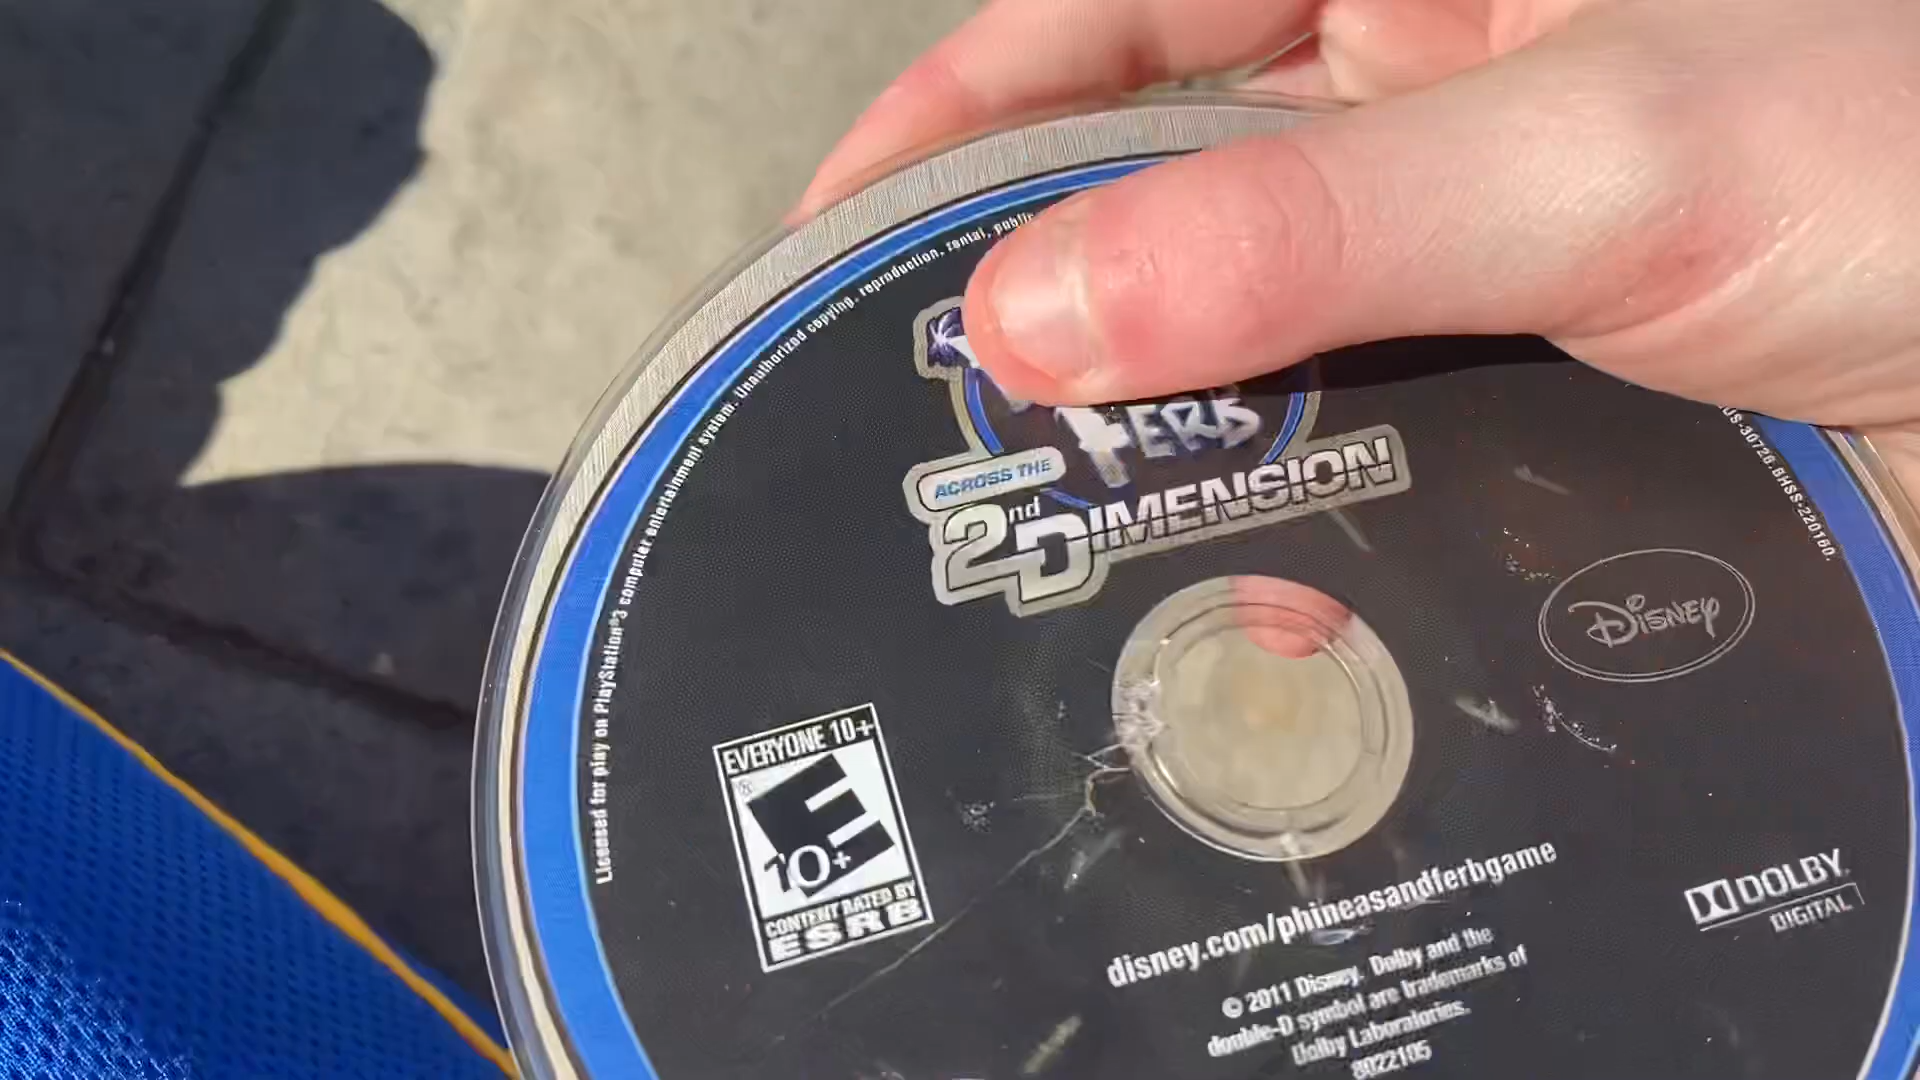 Licensed for play on PlayStation®3 computer entertainment system. Unauthorized copying, reproduction, rental, public
FERB
ACROSS THE
2nd DIMENSION
US-30726.BHSS-220160.
Disney
EVERYONE 10+
®
E
10+
CONTENT RATED BY
ESRB
disney.com/phineasandferbgame
DOLBY.
DIGITAL
© 2011 Disney. Dolby and the
double-D symbol are trademarks of
Dolby Laboratories.
8022105